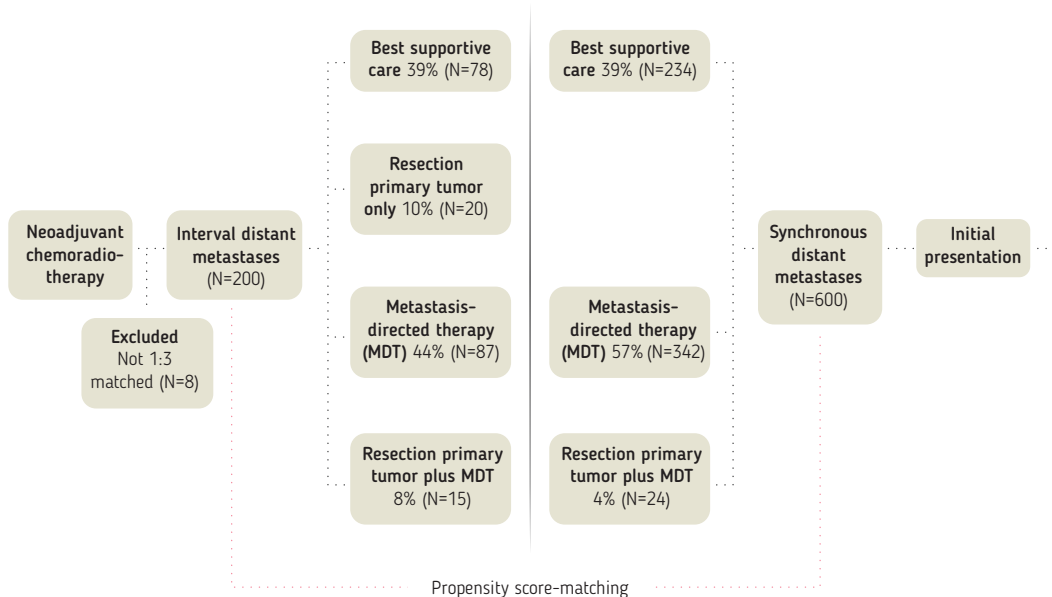 Neoadjuvant
chemoradio-
therapy
Excluded
Not 1:3
matched (N=8)
Interval distant
metastases
(N=200)
Best supportive
care 39% (N=78)
Resection
primary tumor
only 10% (N=20)
Metastasis-
directed therapy
(MDT) 44% (N=87)
Resection primary
tumor plus MDT
8% (N=15)
Best supportive
care 39% (N=234)
Metastasis-
directed therapy
(MDT) 57% (N=342)
Resection primary
tumor plus MDT
4% (N=24)
Synchronous
distant
metastases
(N=600)
Initial
presentation
Propensity score-matching